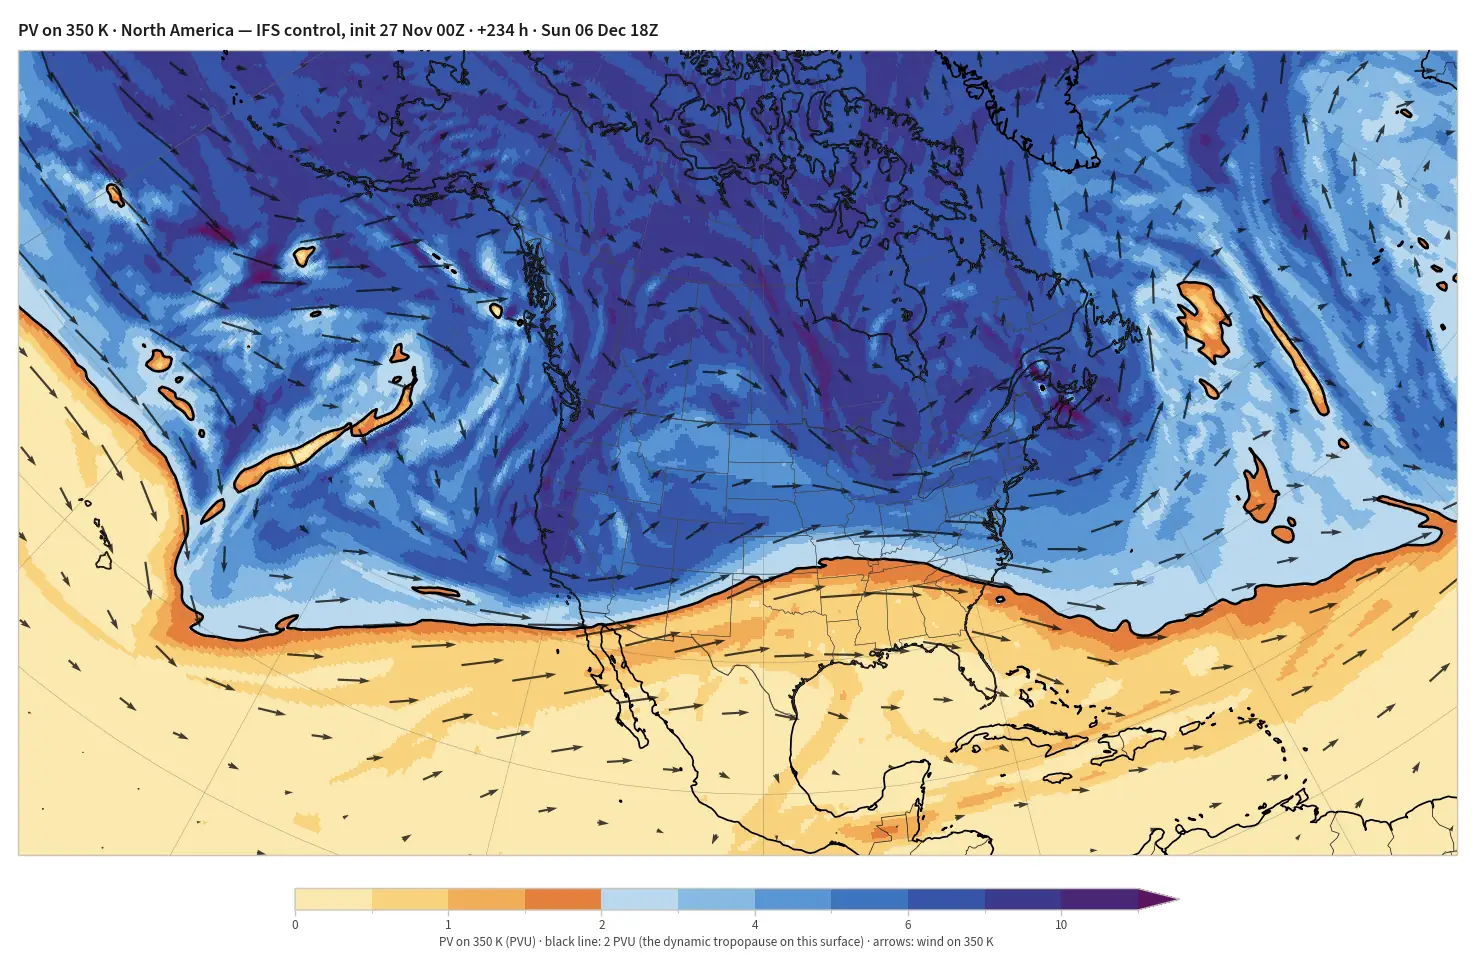 PV on 350 K · North America — IFS control, init 27 Nov 00Z · +234 h · Sun 06 Dec 18Z
0 1 2 4 6 10
PV on 350 K (PVU) · black line: 2 PVU (the dynamic tropopause on this surface) · arrows: wind on 350 K